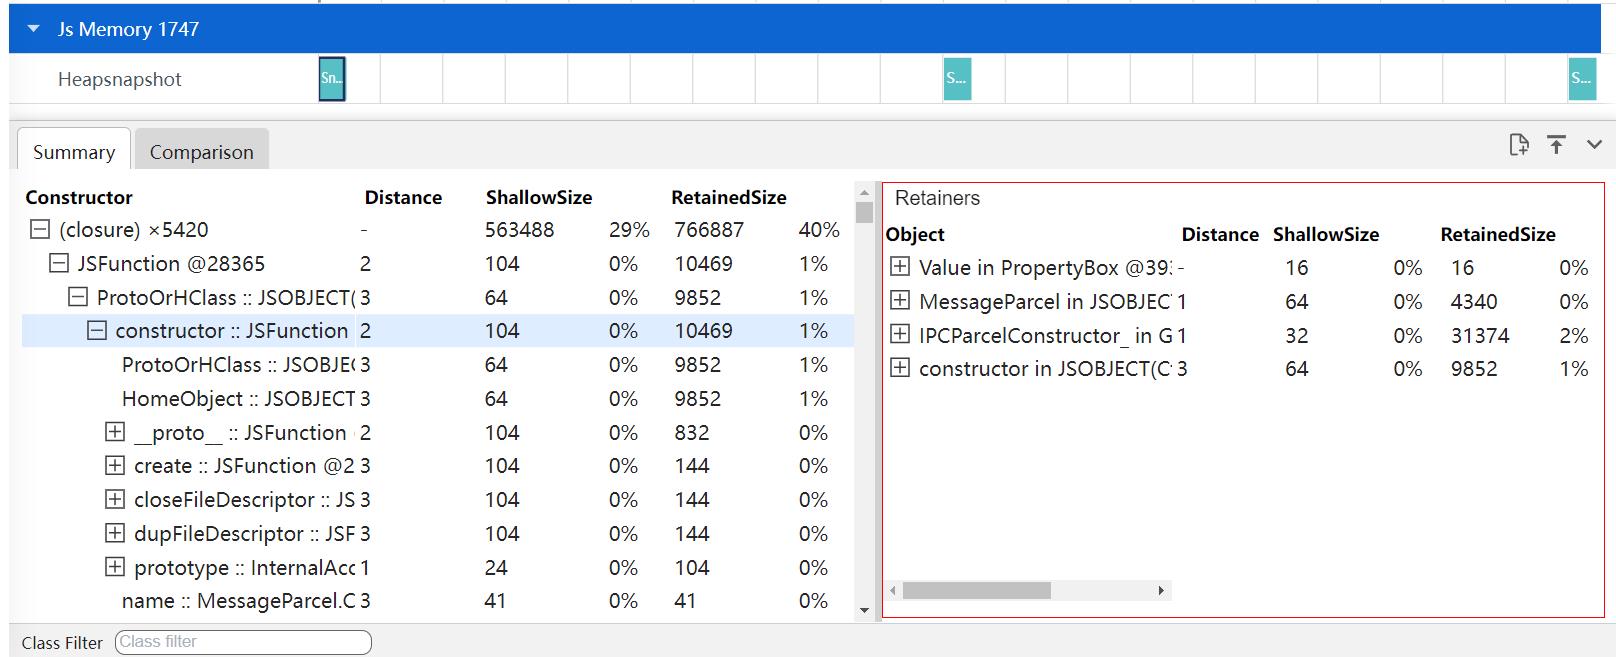 Js Memory 1747
Heapsnapshot Sn... S... S...
Summary Comparison
Constructor Distance ShallowSize RetainedSize
(closure) ×5420 - 563488 29% 766887 40%
JSFunction @28365 2 104 0% 10469 1%
ProtoOrHClass :: JSOBJECT( 3 64 0% 9852 1%
constructor :: JSFunction 2 104 0% 10469 1%
ProtoOrHClass :: JSOBJE 3 64 0% 9852 1%
HomeObject :: JSOBJECT 3 64 0% 9852 1%
__proto__ :: JSFunction 2 104 0% 832 0%
create :: JSFunction @2 3 104 0% 144 0%
closeFileDescriptor :: JS 3 104 0% 144 0%
dupFileDescriptor :: JSF 3 104 0% 144 0%
prototype :: InternalAcc 1 24 0% 104 0%
name :: MessageParcel.C 3 41 0% 41 0%
Retainers
Object Distance ShallowSize RetainedSize
Value in PropertyBox @393 - 16 0% 16 0%
MessageParcel in JSOBJEC 1 64 0% 4340 0%
IPCParcelConstructor_ in G 1 32 0% 31374 2%
constructor in JSOBJECT(C 3 64 0% 9852 1%
Class Filter Class filter